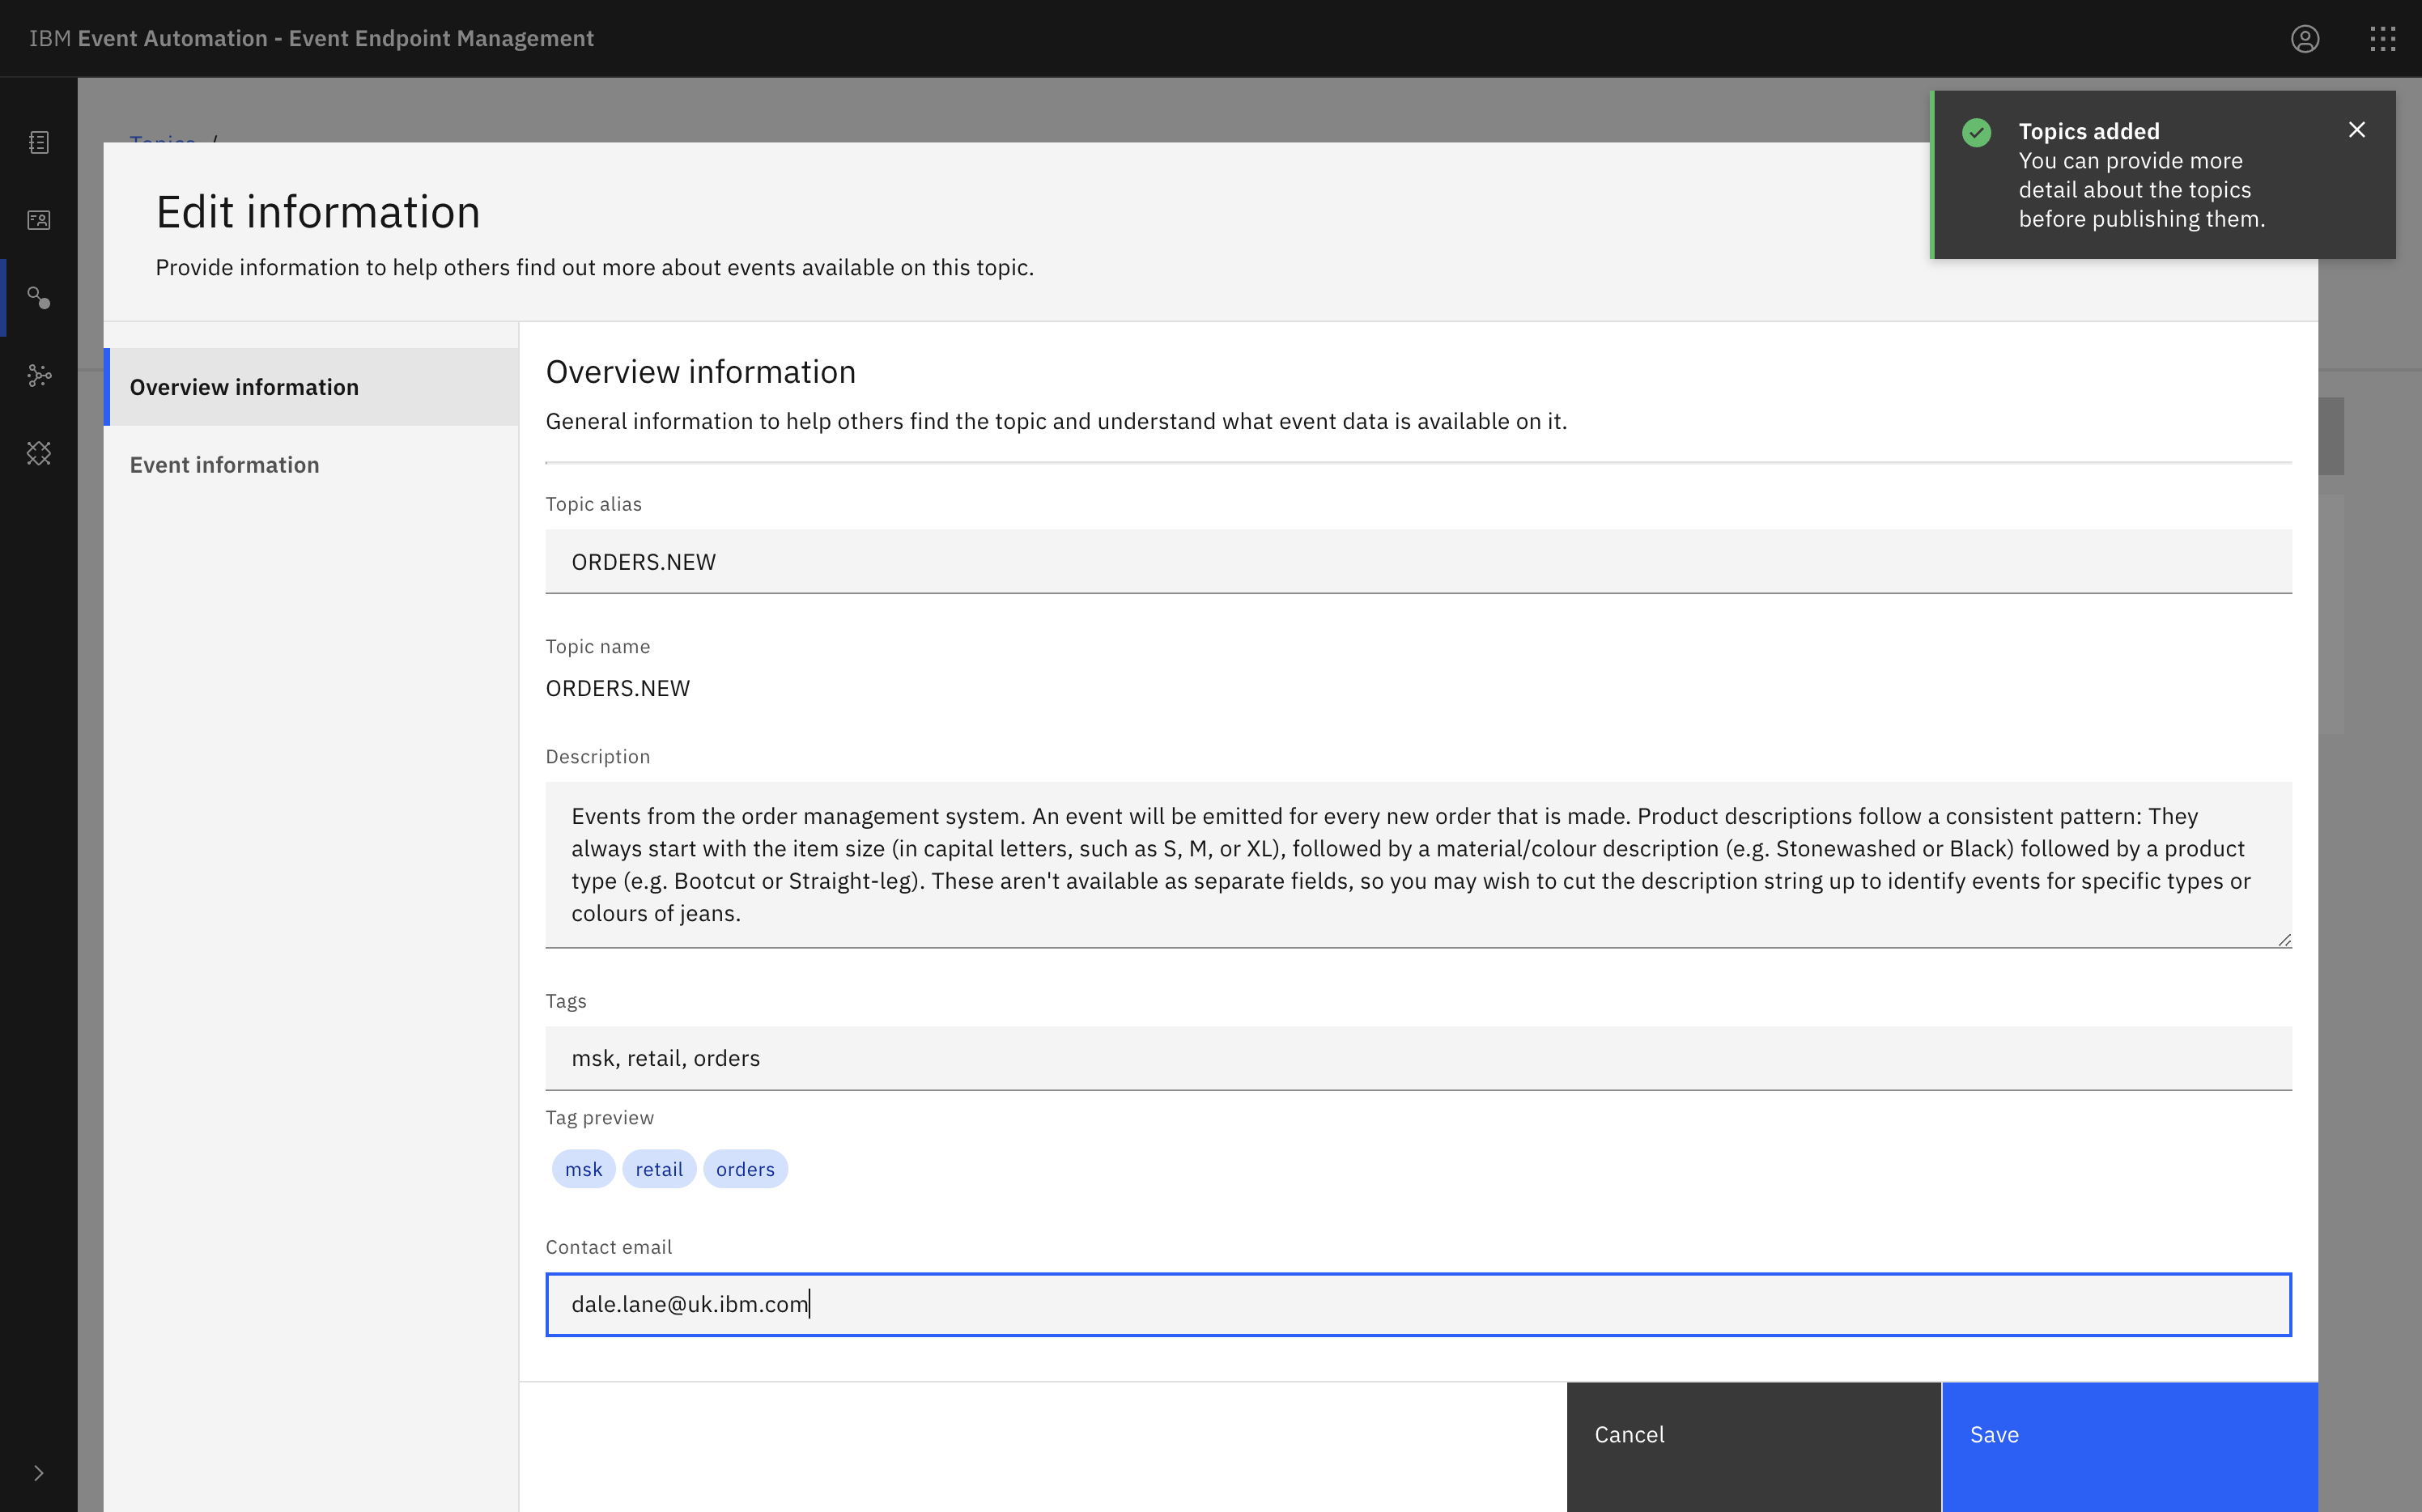 IBM Event Automation - Event Endpoint Management
Topics /
Topics added
You can provide more
detail about the topics
before publishing them.
Edit information
Provide information to help others find out more about events available on this topic.
Overview information
Event information
Overview information
General information to help others find the topic and understand what event data is available on it.
Topic alias
ORDERS.NEW
Topic name
ORDERS.NEW
Description
Events from the order management system. An event will be emitted for every new order that is made. Product descriptions follow a consistent pattern: They
always start with the item size (in capital letters, such as S, M, or XL), followed by a material/colour description (e.g. Stonewashed or Black) followed by a product
type (e.g. Bootcut or Straight-leg). These aren't available as separate fields, so you may wish to cut the description string up to identify events for specific types or
colours of jeans.
Tags
msk, retail, orders
Tag preview
msk retail orders
Contact email
dale.lane@uk.ibm.com
Cancel
Save